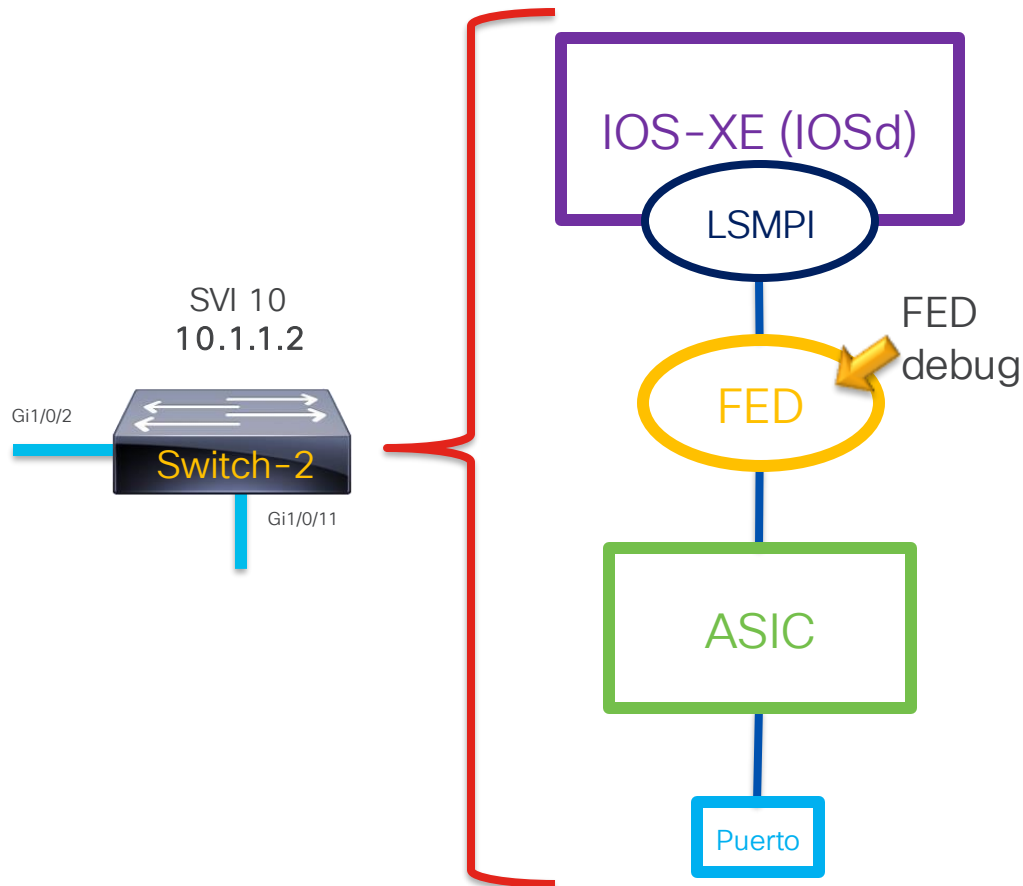 IOS-XE (IOSd)
LSMPI
SVI 10
10.1.1.2
FED
debug
FED
Gi1/0/2
Switch-2
Gi1/0/11
ASIC
Puerto